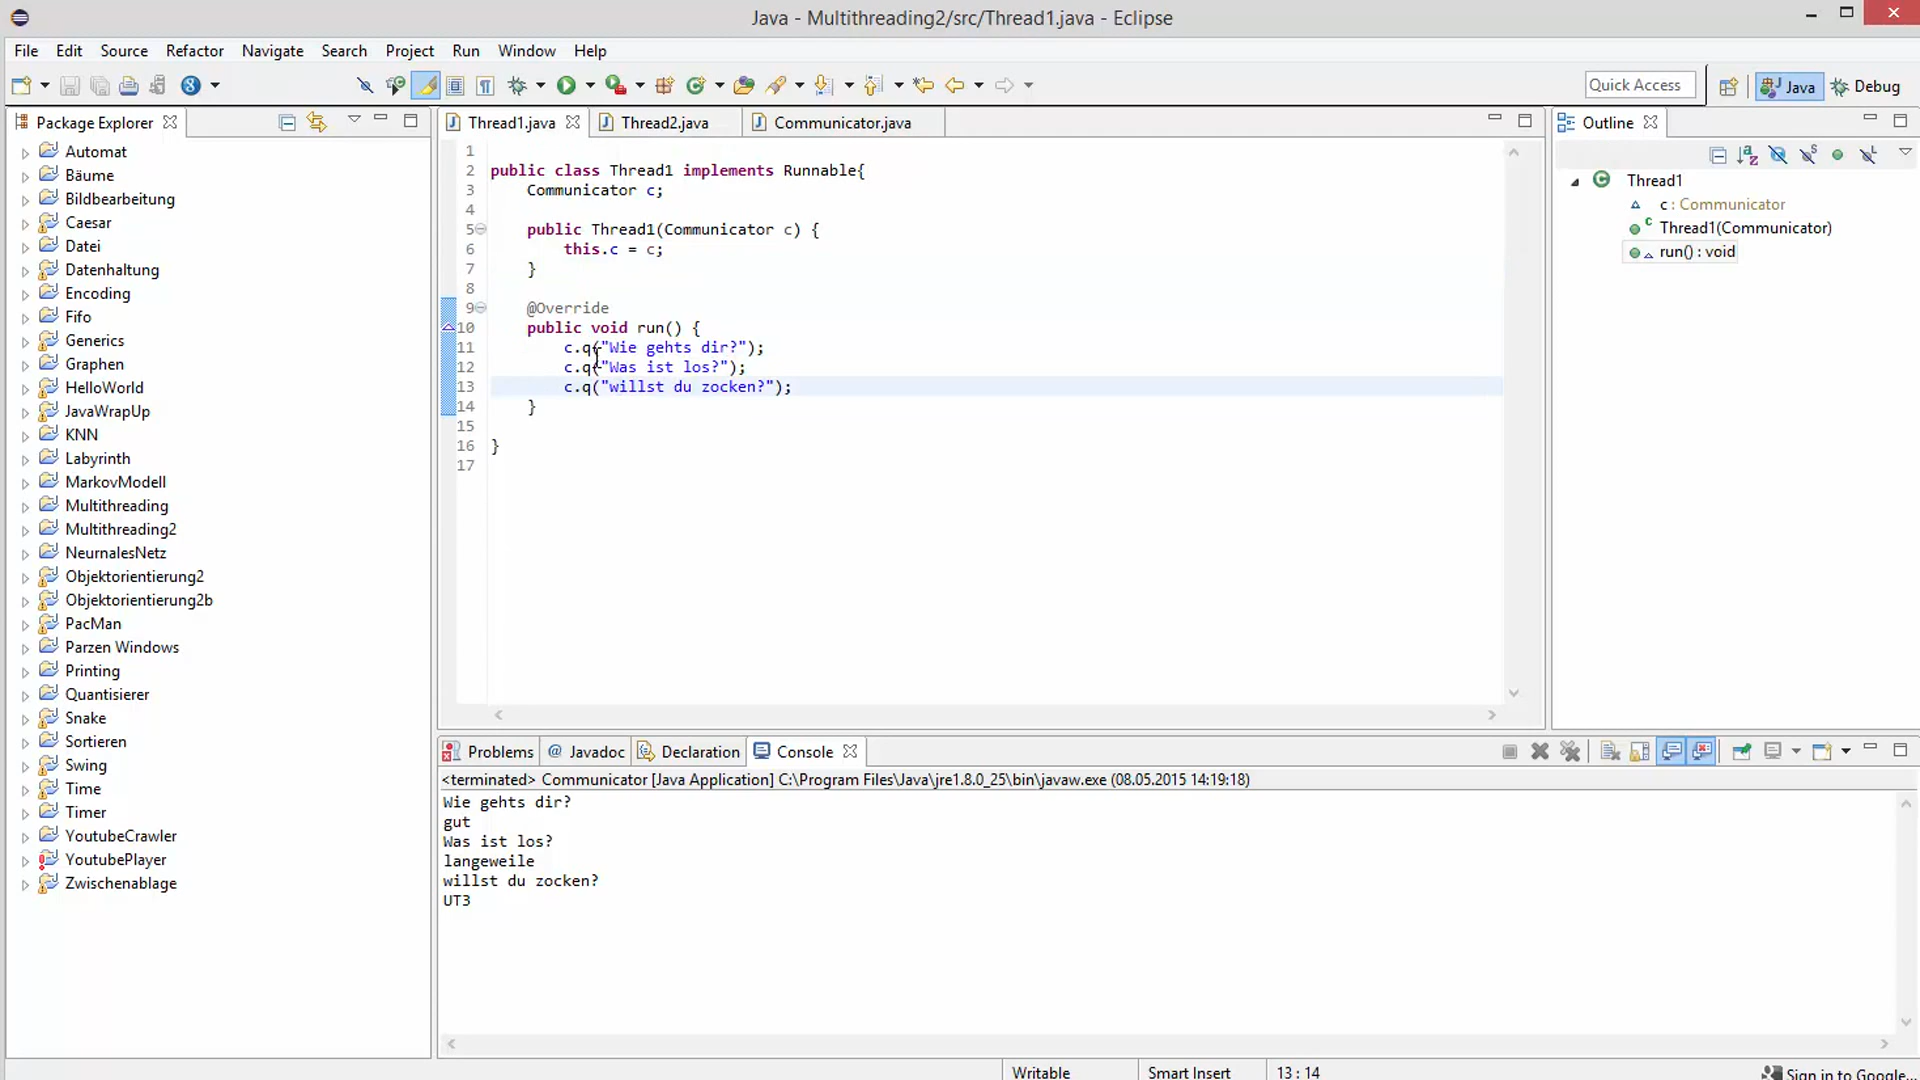 Java - Multithreading2/src/Thread1.java - Eclipse
File Edit Source Refactor Navigate Search Project Run Window Help
Quick Access Java Debug
Package Explorer
Automat
Bäume
Bildbearbeitung
Caesar
Datei
Datenhaltung
Encoding
Fifo
Generics
Graphen
HelloWorld
JavaWrapUp
KNN
Labyrinth
MarkovModell
Multithreading
Multithreading2
NeurnalesNetz
Objektorientierung2
Objektorientierung2b
PacMan
Parzen Windows
Printing
Quantisierer
Snake
Sortieren
Swing
Time
Timer
YoutubeCrawler
YoutubePlayer
Zwischenablage
Thread1.java Thread2.java Communicator.java
1
2 public class Thread1 implements Runnable{
3 Communicator c;
4
5 public Thread1(Communicator c) {
6 this.c = c;
7 }
8
9 @Override
10 public void run() {
11 c.q("Wie gehts dir?");
12 c.q("Was ist los?");
13 c.q("willst du zocken?");
14 }
15
16 }
17
Outline
Thread1
c : Communicator
Thread1(Communicator)
run() : void
Problems @ Javadoc Declaration Console
<terminated> Communicator [Java Application] C:\Program Files\Java\jre1.8.0_25\bin\javaw.exe (08.05.2015 14:19:18)
Wie gehts dir?
gut
Was ist los?
langeweile
willst du zocken?
UT3
Writable Smart Insert 13 : 14 Sign in to Google...